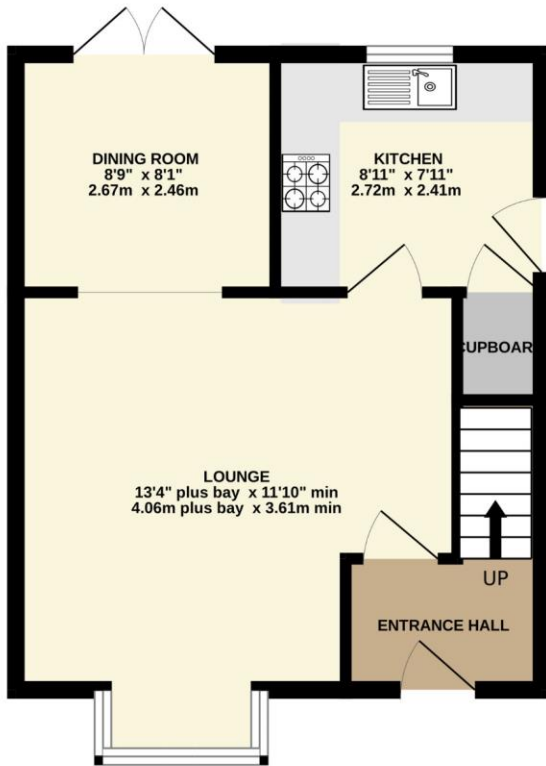 DINING ROOM
8'9" x 8'1"
2.67m x 2.46m
KITCHEN
8'11" x 7'11"
2.72m x 2.41m
CUPBOAR
LOUNGE
13'4" plus bay x 11'10" min
4.06m plus bay x 3.61m min
UP
ENTRANCE HALL